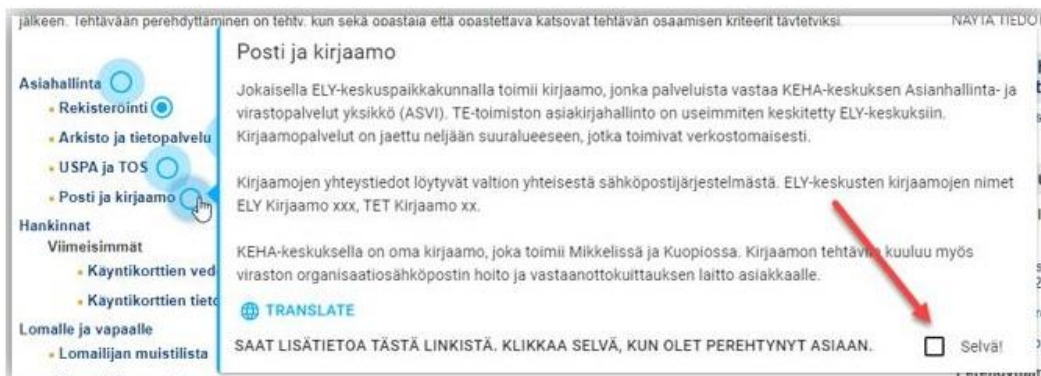 jälkeen. Tehtävään perehdyttäminen on tehty, kun sekä opastaja että opastettava katsovat tehtävän osaamisen kriteerit täytetyiksi.
NÄYTÄ TIEDOT
Posti ja kirjaamo
Asiahallinta
Rekisteröinti
Arkisto ja tietopalvelu
USPA ja TOS
Posti ja kirjaamo
Hankinnat
Viimeisimmät
Käyntikorttien
Käyntikorttien
Lomalle ja vapaalle
Lomailijan muistilista
Jokaisella ELY-keskuspaikkakunnalla toimii kirjaamo, jonka palveluista vastaa KEHA-keskuksen Asianhallinta- ja
virastopalvelut yksikkö (ASVI). TE-toimiston asiakirjahallinto on useimmiten keskitetty ELY-keskuksiin.
Kirjaamopalvelut on jaettu neljään suuralueeseen, jotka toimivat verkostomaisesti.
Kirjaamojen yhteystiedot löytyvät valtion yhteisestä sähköpostijärjestelmästä. ELY-keskusten kirjaamojen nimet
ELY Kirjaamo xxx, TET Kirjaamo xx.
KEHA-keskuksella on oma kirjaamo, joka toimii Mikkelissä ja Kuopiossa. Kirjaamon tehtäviin kuuluu myös
viraston organisaatiosähköpostin hoito ja vastaanottokuittauksen laitto asiakkaalle.
TRANSLATE
SAAT LISÄTIETOA TÄSTÄ LINKISTÄ. KLIKKAA SELVÄ, KUN OLET PEREHTYNYT ASIAAN.
Selvä!